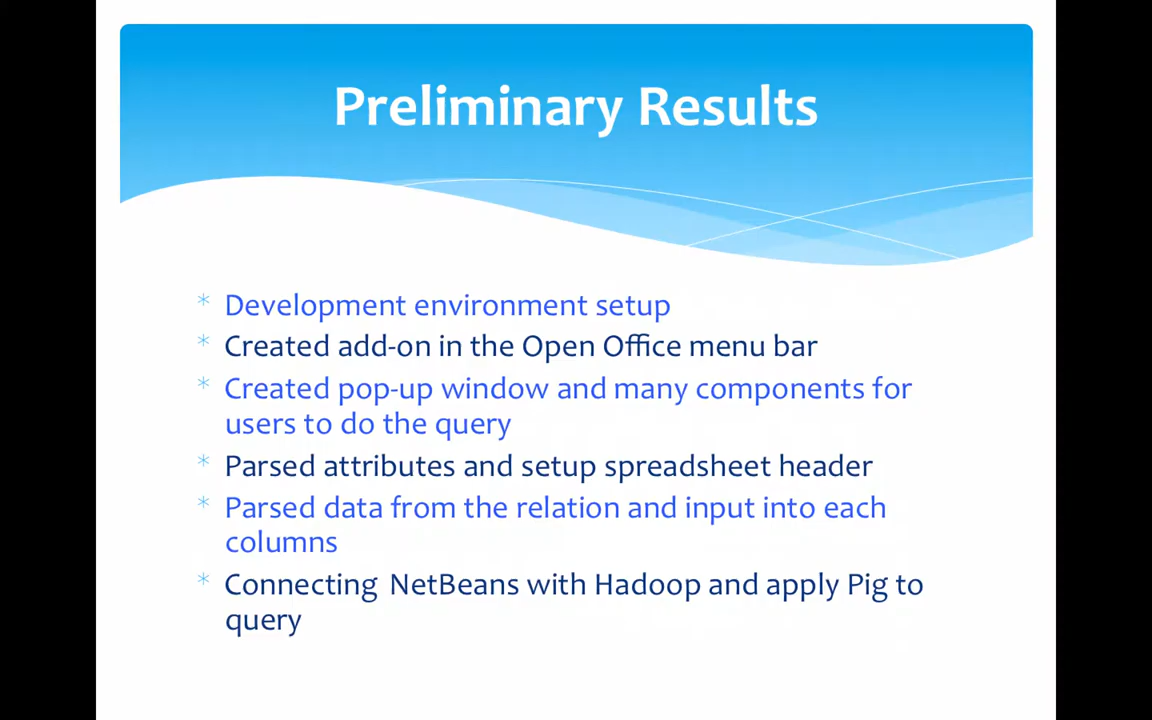 Preliminary Results
* Development environment setup
* Created add-on in the Open Office menu bar
* Created pop-up window and many components for
users to do the query
* Parsed attributes and setup spreadsheet header
* Parsed data from the relation and input into each
columns
* Connecting  NetBeans with Hadoop and apply Pig to
query